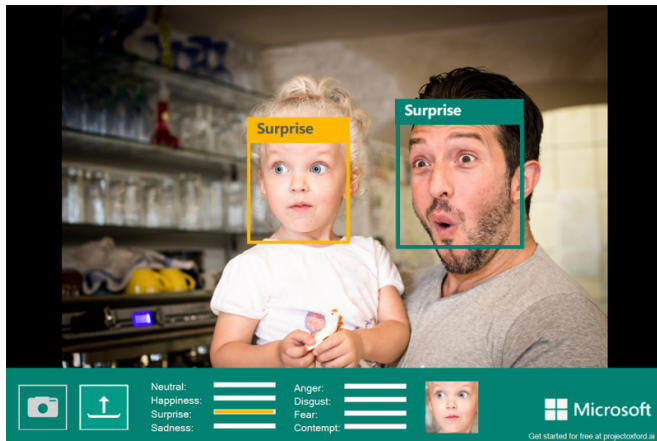 Surprise
Surprise
Neutral:
Happiness:
Surprise:
Sadness:
Anger:
Disgust:
Fear:
Contempt:
Microsoft
Get started for free at projectoxford.ai